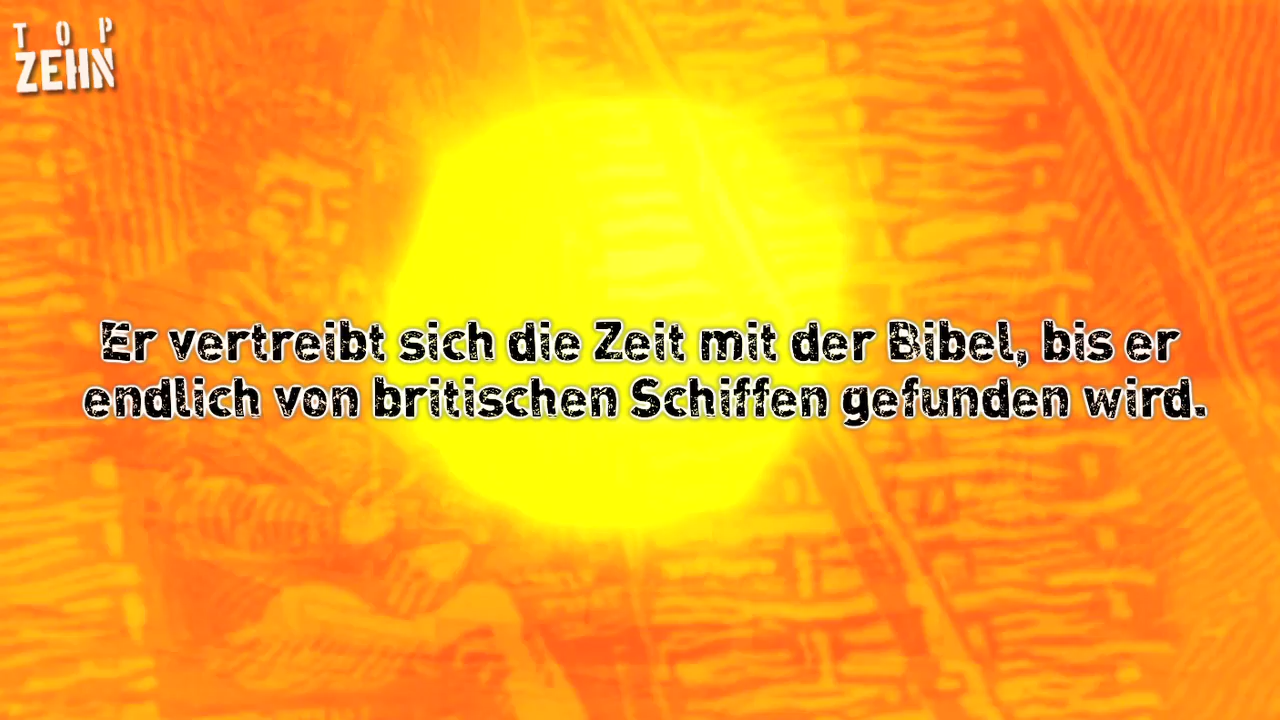 TOP
ZEHN
Er vertreibt sich die Zeit mit der Bibel, bis er
endlich von britischen Schiffen gefunden wird.